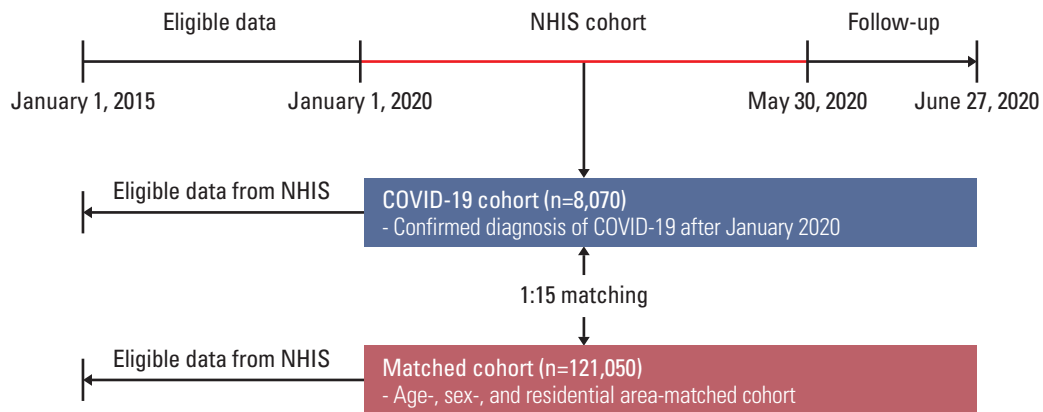 Eligible data
NHIS cohort
Follow-up
January 1, 2015
January 1, 2020
May 30, 2020
June 27, 2020
Eligible data from NHIS
COVID-19 cohort (n=8,070)
- Confirmed diagnosis of COVID-19 after January 2020
1:15 matching
Eligible data from NHIS
Matched cohort (n=121,050)
- Age-, sex-, and residential area-matched cohort